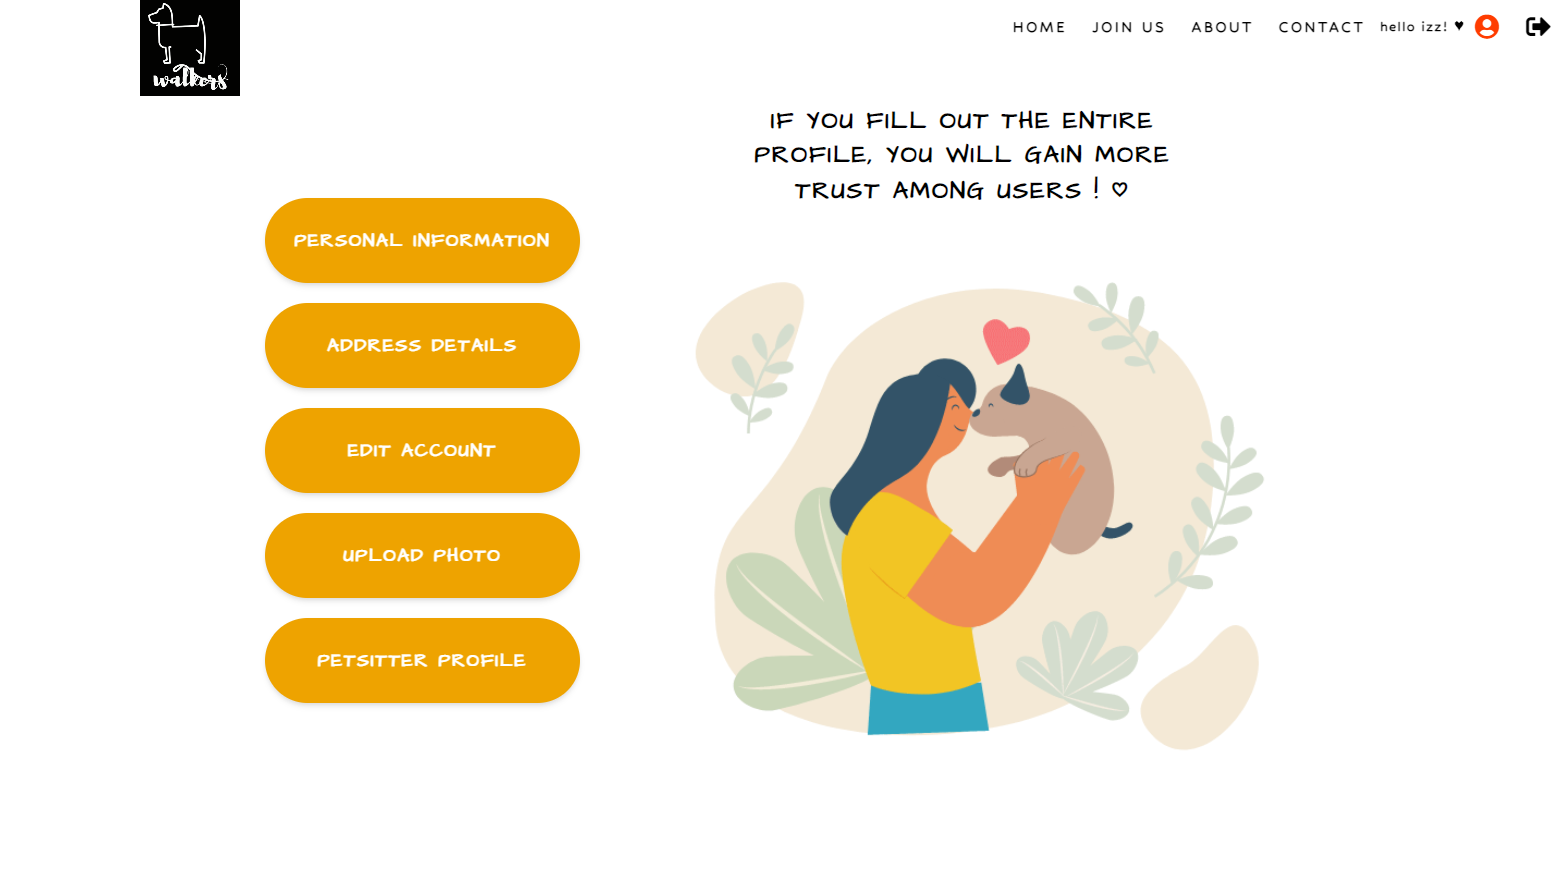 walkers
HOME JOIN US ABOUT CONTACT hello izz! ♥
IF YOU FILL OUT THE ENTIRE
PROFILE, YOU WILL GAIN MORE
TRUST AMONG USERS ! ♡
PERSONAL INFORMATION
ADDRESS DETAILS
EDIT ACCOUNT
UPLOAD PHOTO
PETSITTER PROFILE